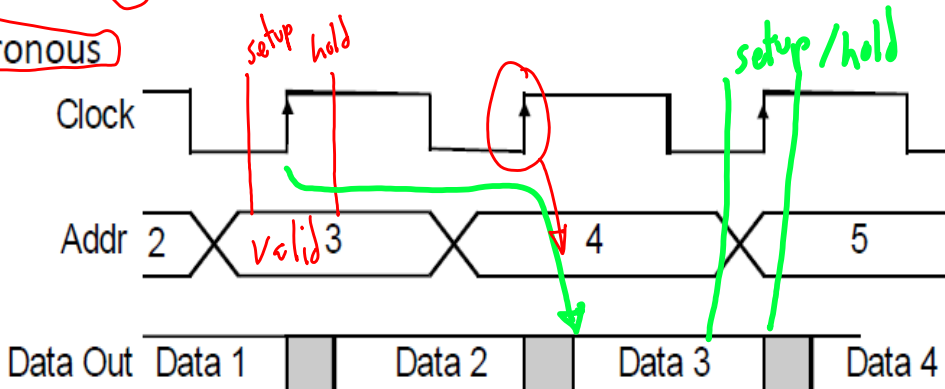 ronous
setup hold
setup/hold
Clock
Addr 2 3 4 5
valid
Data Out Data 1 Data 2 Data 3 Data 4